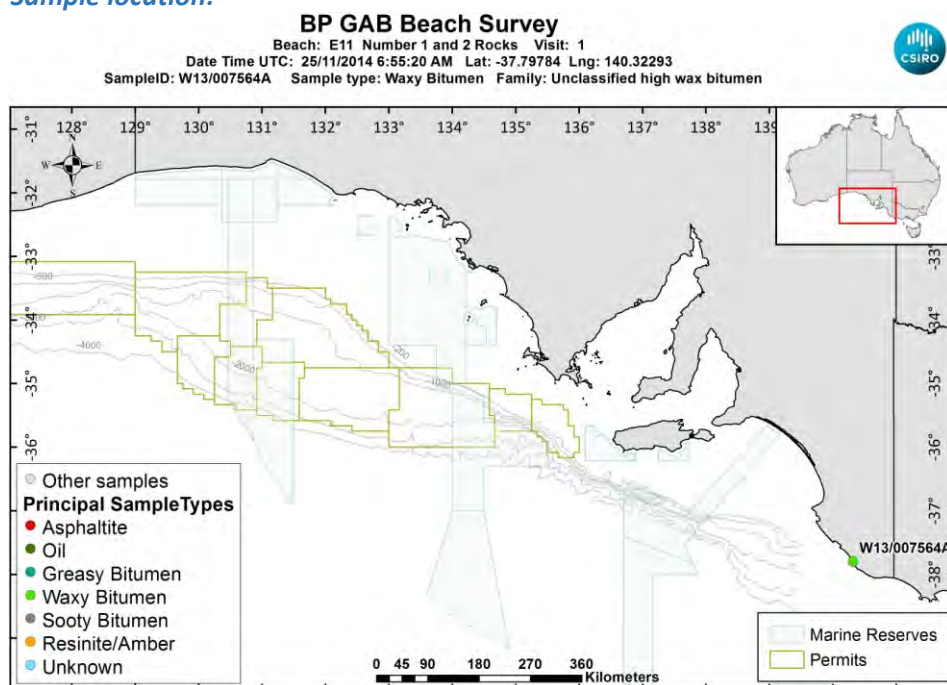 Sample location:
BP GAB Beach Survey
Beach: E11 Number 1 and 2 Rocks Visit: 1
Date Time UTC: 25/11/2014 6:55:20 AM Lat: -37.79784 Lng: 140.32293
SampleID: W13/007564A Sample type: Waxy Bitumen Family: Unclassified high wax bitumen
CSIRO
128° 129° 130° 131° 132° 133° 134° 135° 136° 137° 138° 139
-31°
-32°
-33°
-34°
-35°
-36°
-37°
-38°
N
W E
S
-200
-1000
-2000
-4000
-34°
-35°
-36°
-37°
-38°
W13/007564A
Other samples
Principal SampleTypes
Asphaltite
Oil
Greasy Bitumen
Waxy Bitumen
Sooty Bitumen
Resinite/Amber
Unknown
0 45 90 180 270 360
Kilometers
Marine Reserves
Permits